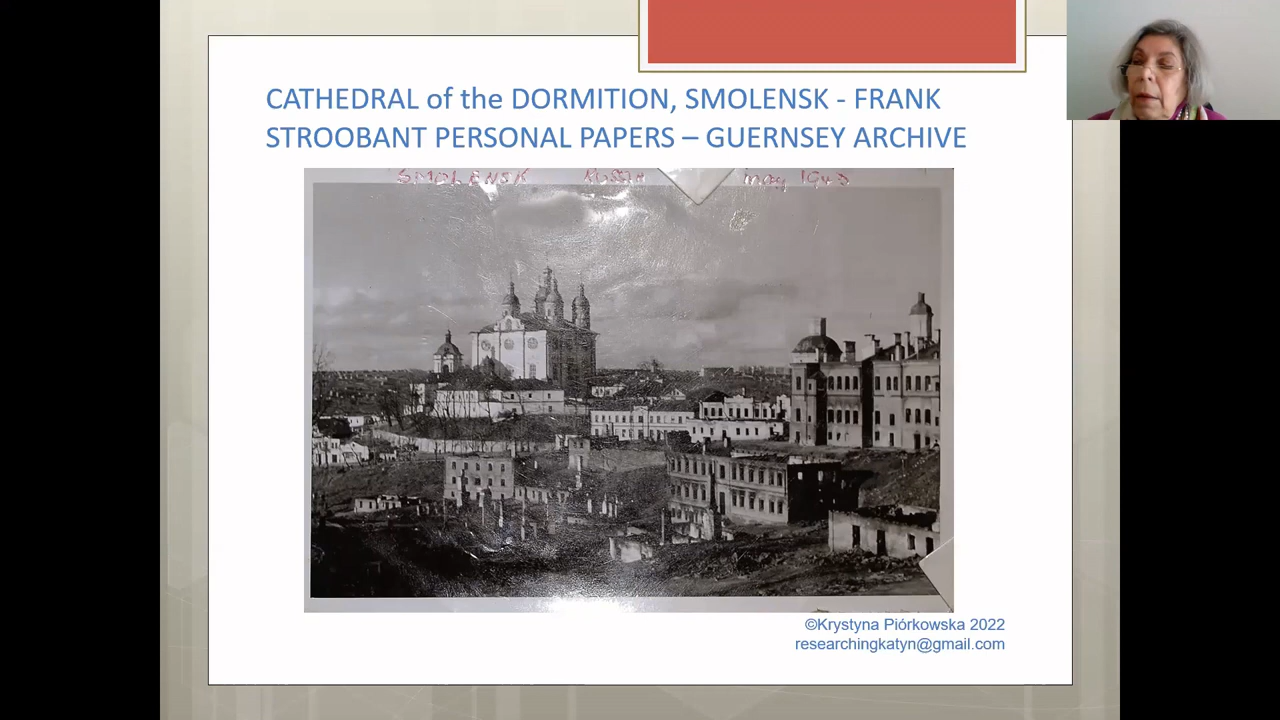 CATHEDRAL of the DORMITION, SMOLENSK - FRANK
STROOBANT PERSONAL PAPERS – GUERNSEY ARCHIVE
SMOLENSK RUSSIA may 1943
©Krystyna Piórkowska 2022
researchingkatyn@gmail.com